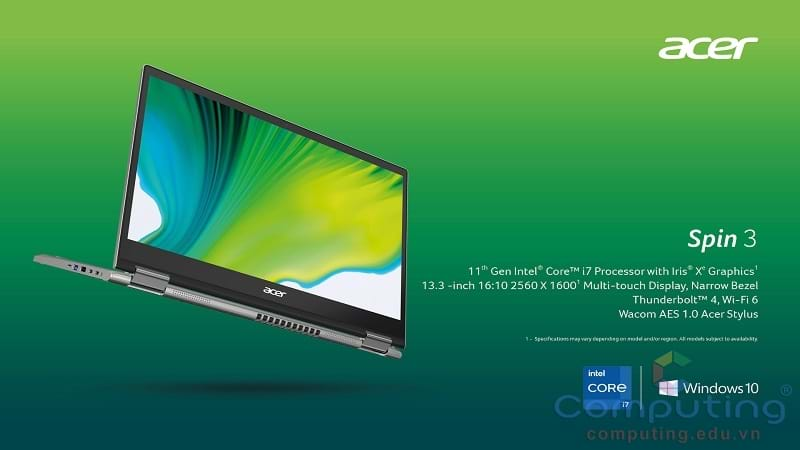 acer
acer
Spin 3
11th Gen Intel® Core™ i7 Processor with Iris® Xe Graphics¹
13.3 -inch 16:10 2560 X 1600¹ Multi-touch Display, Narrow Bezel
Thunderbolt™ 4, Wi-Fi 6
Wacom AES 1.0 Acer Stylus
1 - Specifications may vary depending on model and/or region. All models subject to availability.
intel
CORE
i7
Windows 10
Computing®
computing.edu.vn